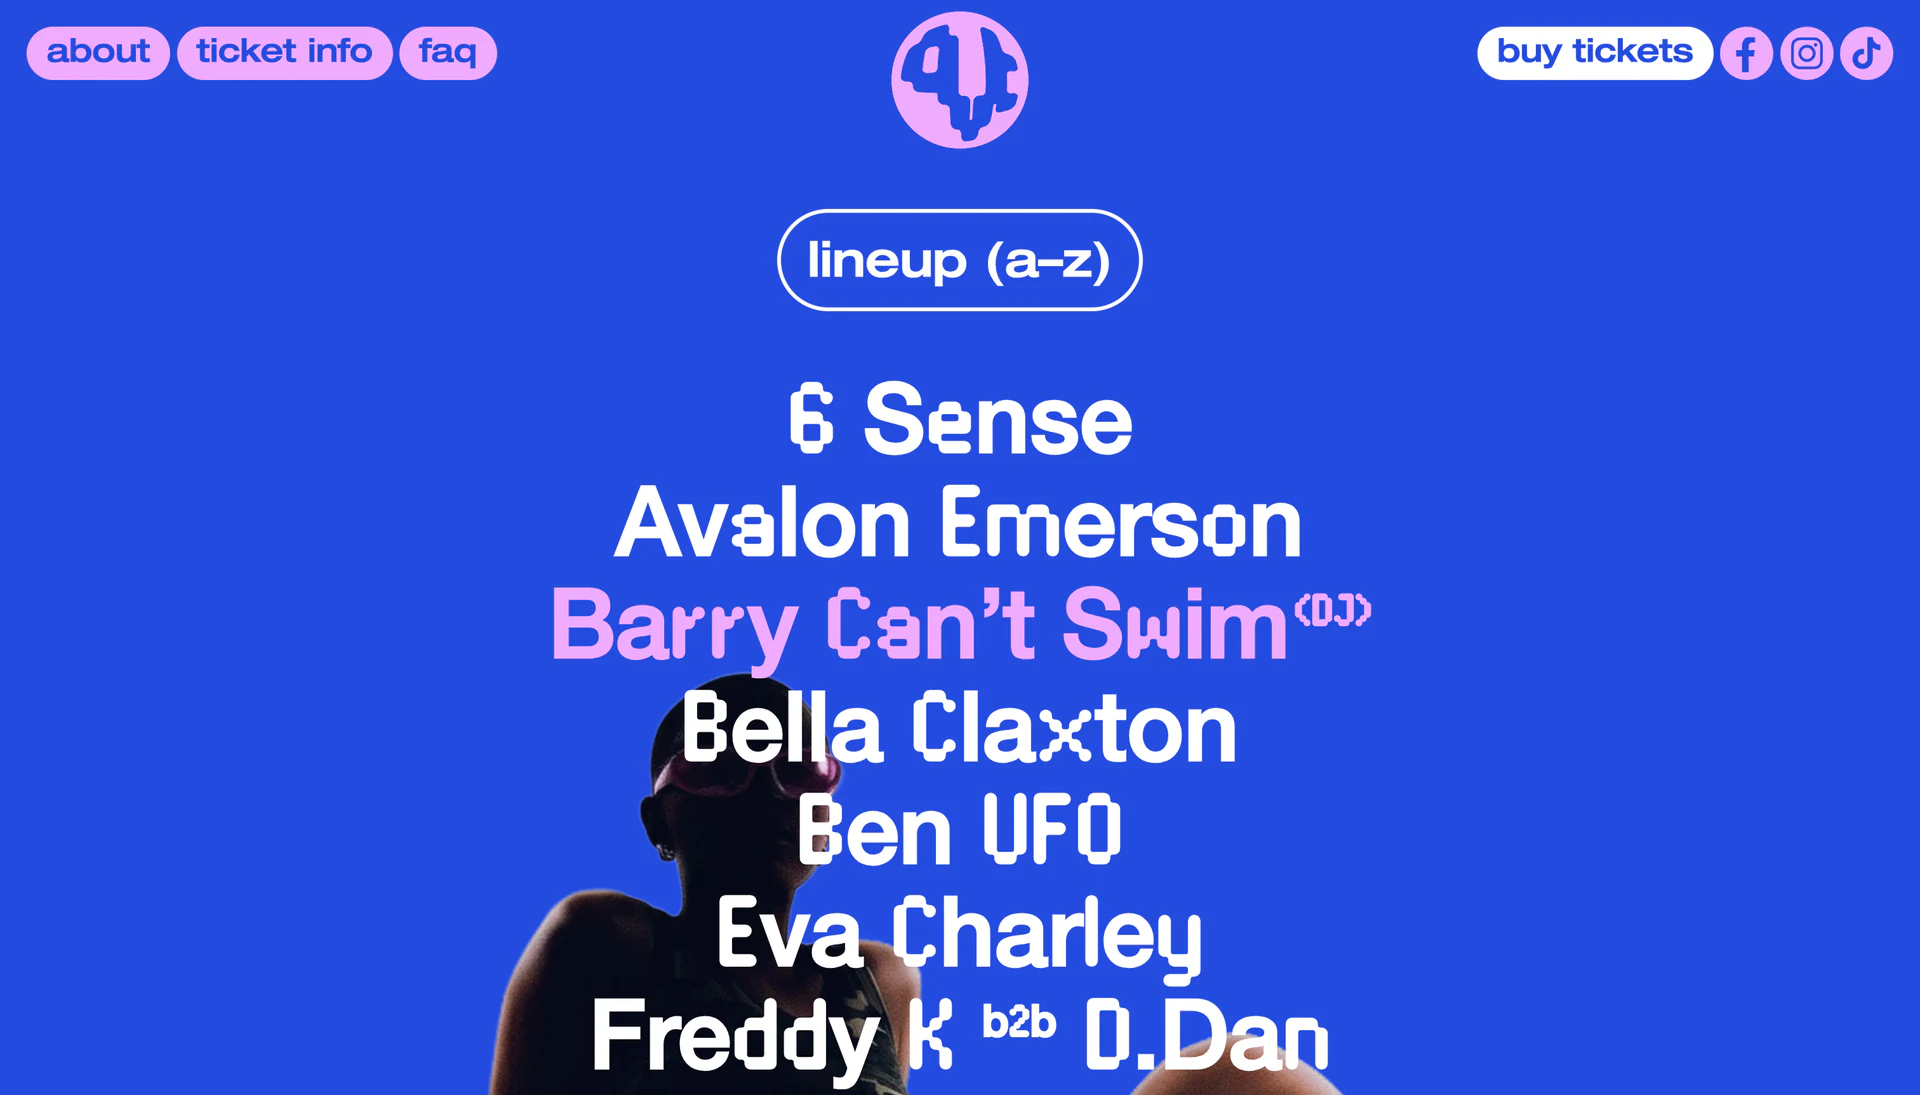 about
ticket info
faq
buy tickets
lineup (a–z)
6 Sense
Avalon Emerson
Barry Can’t Swim (DJ)
Bella Claxton
Ben UFO
Eva Charley
Freddy K b2b D.Dan